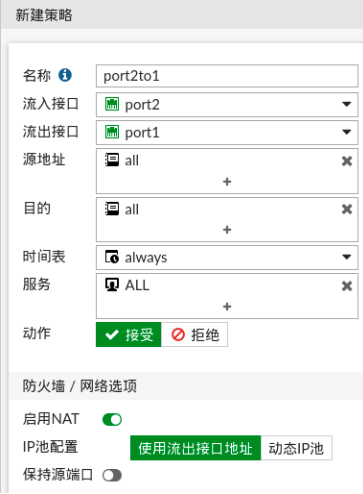 新建策略
名称 port2to1
流入接口 port2
流出接口 port1
源地址 all
+
目的 all
+
时间表 always
服务 ALL
+
动作 接受 拒绝
防火墙 / 网络选项
启用NAT
IP池配置 使用流出接口地址 动态IP池
保持源端口